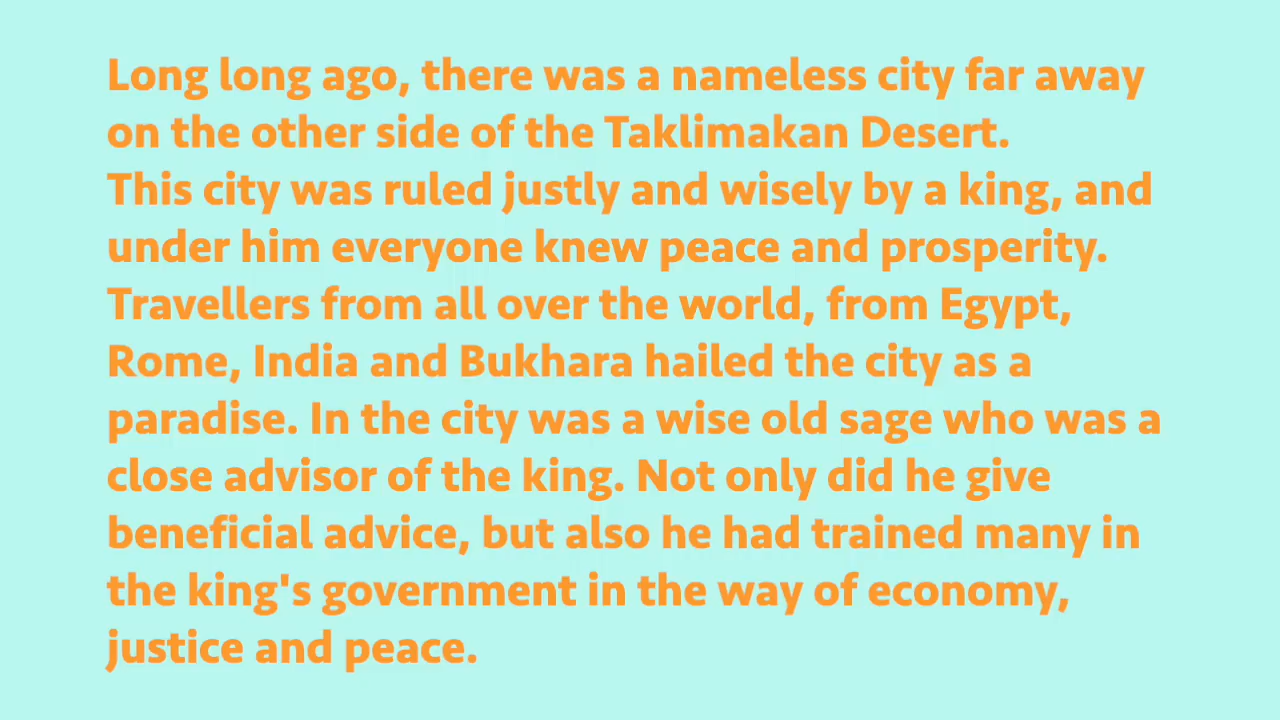 Long long ago, there was a nameless city far away
on the other side of the Taklimakan Desert.
This city was ruled justly and wisely by a king, and
under him everyone knew peace and prosperity.
Travellers from all over the world, from Egypt,
Rome, India and Bukhara hailed the city as a
paradise. In the city was a wise old sage who was a
close advisor of the king. Not only did he give
beneficial advice, but also he had trained many in
the king's government in the way of economy,
justice and peace.